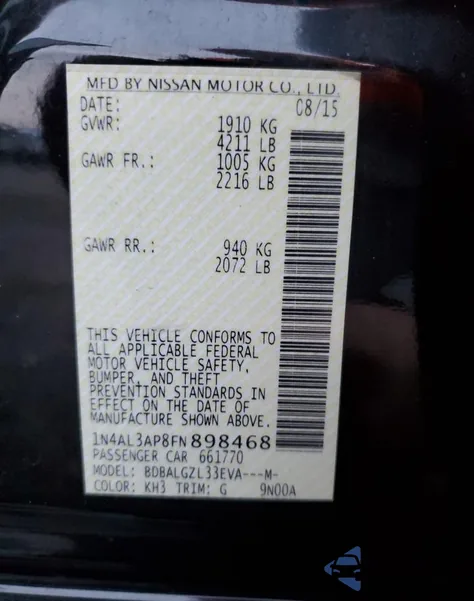 MFD BY NISSAN MOTOR CO., LTD.
DATE: 08/15
GVWR: 1910 KG
4211 LB
GAWR FR.: 1005 KG
2216 LB
GAWR RR.: 940 KG
2072 LB
THIS VEHICLE CONFORMS TO
ALL APPLICABLE FEDERAL
MOTOR VEHICLE SAFETY,
BUMPER, AND THEFT
PREVENTION STANDARDS IN
EFFECT ON THE DATE OF
MANUFACTURE SHOWN ABOVE.
1N4AL3AP8FN898468
PASSENGER CAR 661770
MODEL: BDBALGZL33EVA---M-
COLOR: KH3 TRIM: G 9N00A